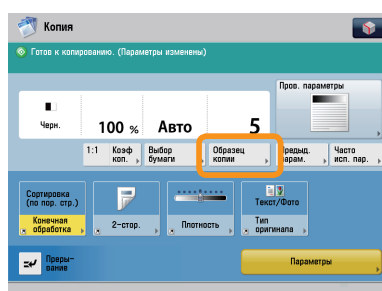 Копия
Готов к копированию. (Параметры изменены)
Пров. параметры
Черн.
100 %
Авто
5
1:1
Коэф
коп.
Выбор
бумаги
Образец
копии
Предыд.
парам.
Часто
исп. пар.
Сортировка
(по пор. стр.)
Конечная
обработка
2-стор.
Плотность
Текст/Фото
Тип
оригинала
Преры-
вание
Параметры